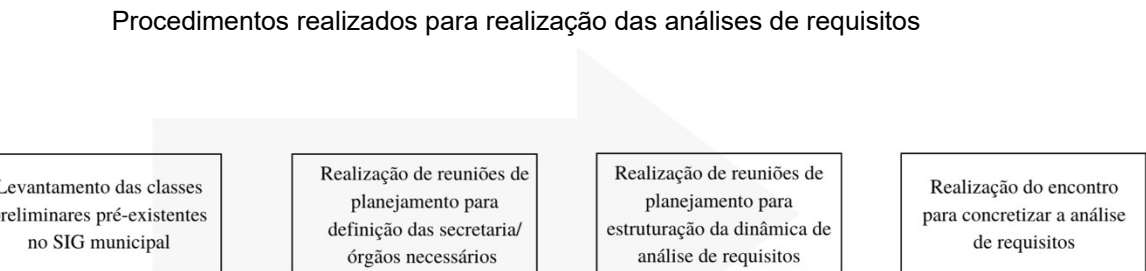 Procedimentos realizados para realização das análises de requisitos
Levantamento das classes
preliminares pré-existentes
no SIG municipal
Realização de reuniões de
planejamento para
definição das secretaria/
órgãos necessários
Realização de reuniões de
planejamento para
estruturação da dinâmica de
análise de requisitos
Realização do encontro
para concretizar a análise
de requisitos